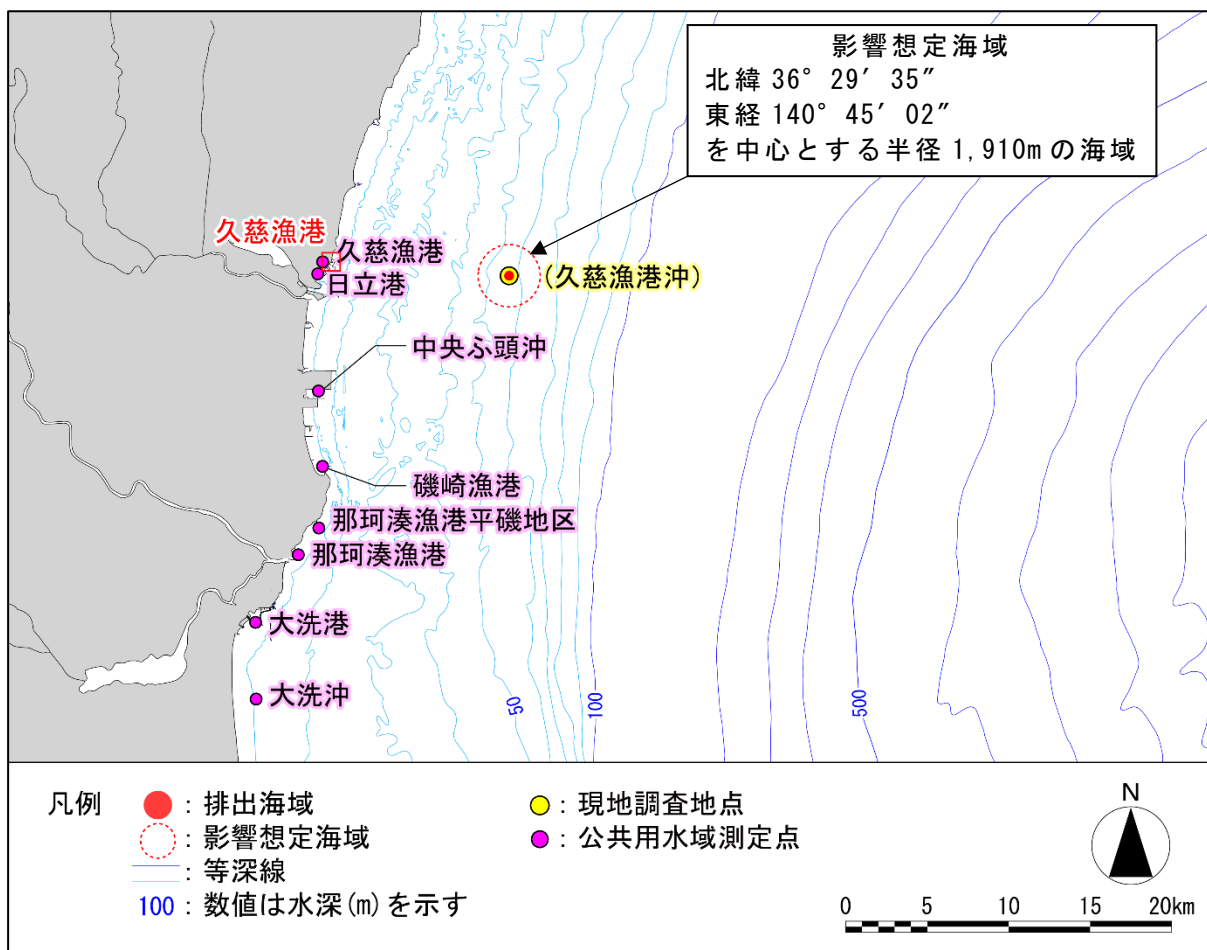 影響想定海域
北緯 36° 29′ 35″
東経 140° 45′ 02″
を中心とする半径 1,910m の海域
久慈漁港
久慈漁港
日立港
(久慈漁港沖)
中央ふ頭沖
磯崎漁港
那珂湊漁港平磯地区
那珂湊漁港
大洗港
大洗沖
50
100
500
凡例
：排出海域
：影響想定海域
：等深線
100：数値は水深(m)を示す
：現地調査地点
：公共用水域測定点
N
0 5 10 15 20km